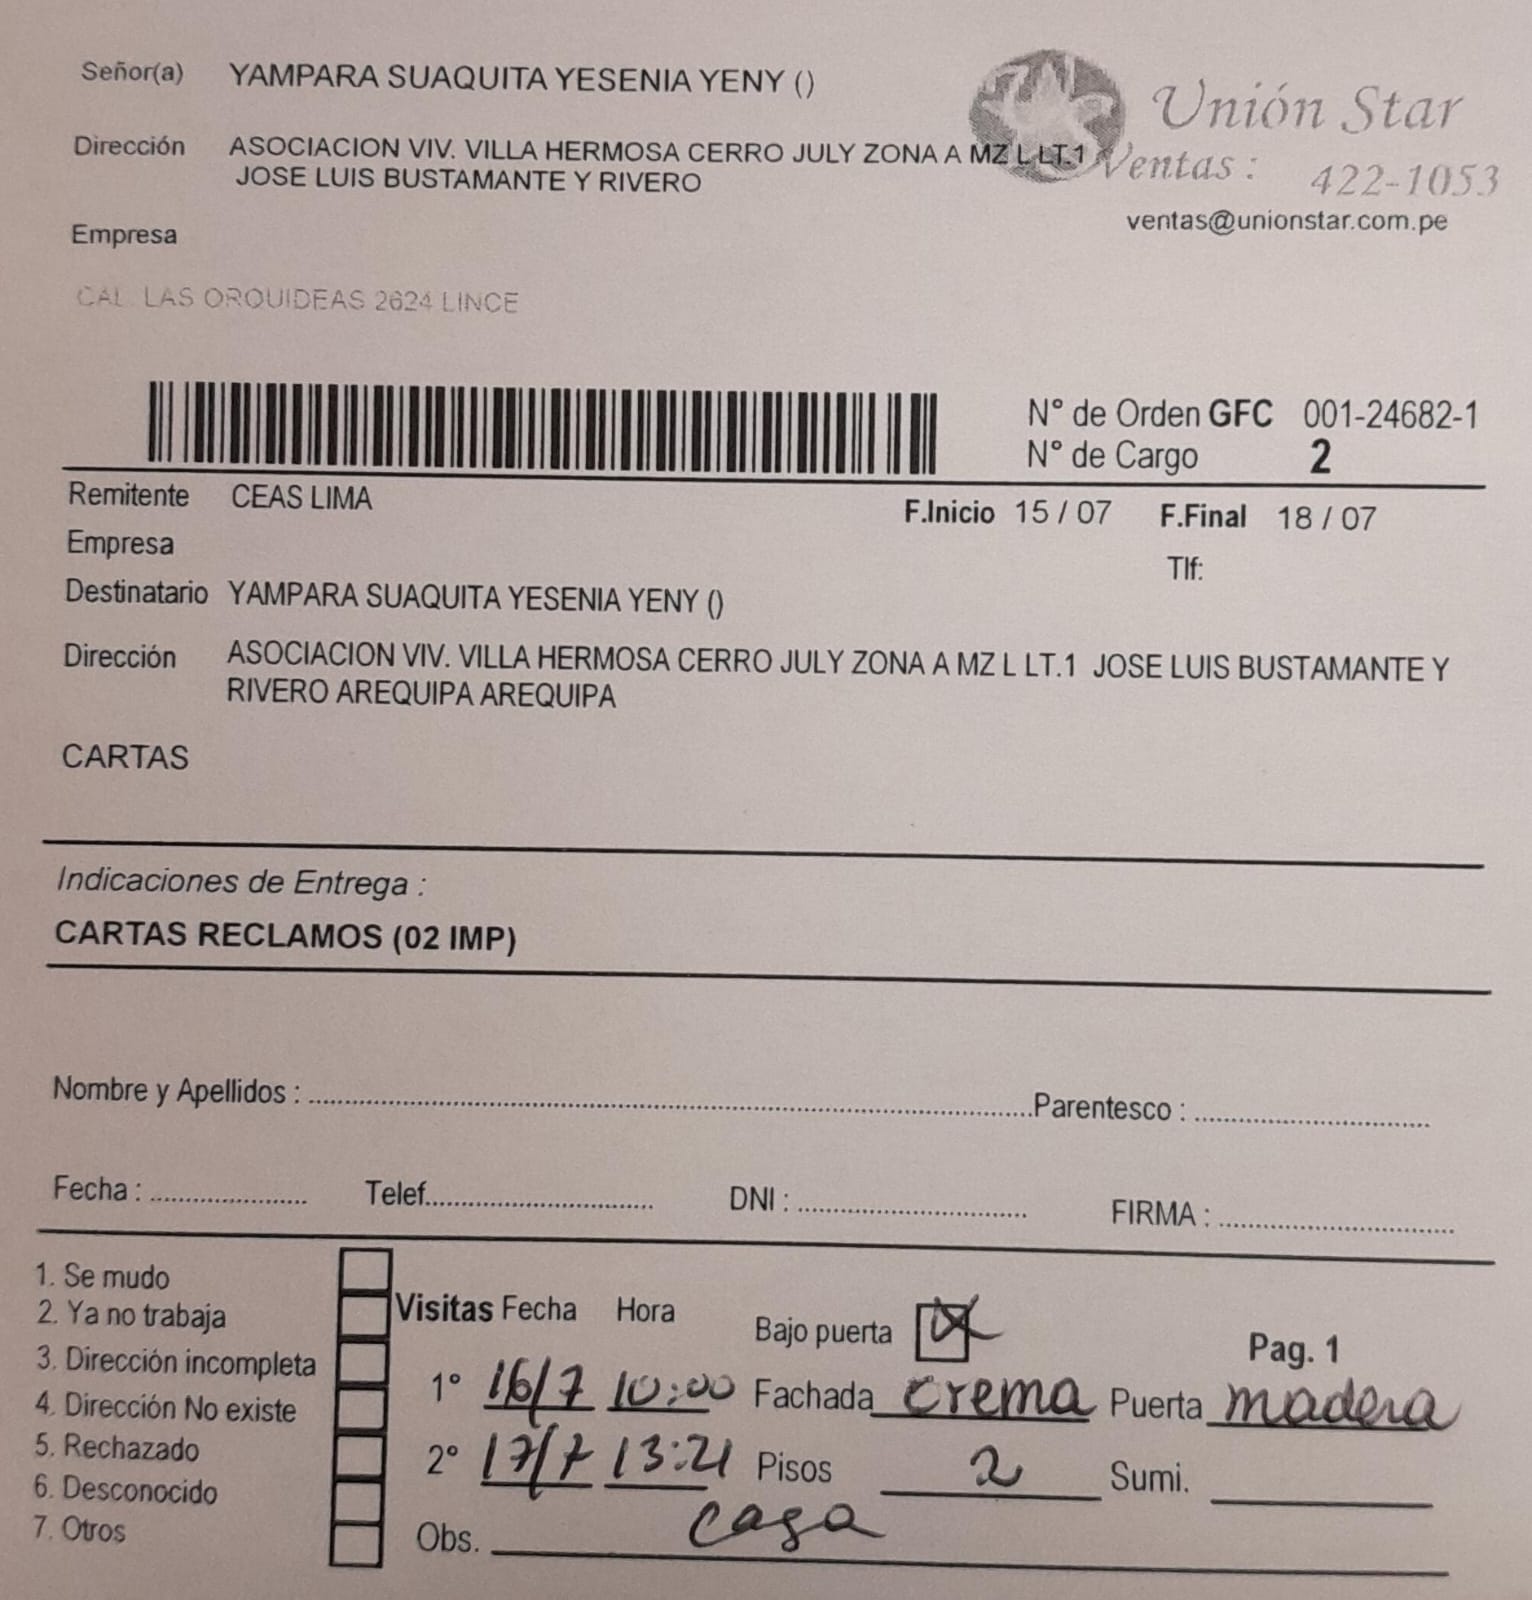 Señor(a) YAMPARA SUAQUITA YESENIA YENY ()
Unión Star
Dirección ASOCIACION VIV. VILLA HERMOSA CERRO JULY ZONA A MZ L LT.1
JOSE LUIS BUSTAMANTE Y RIVERO
Ventas : 422-1053
ventas@unionstar.com.pe
Empresa
CAL. LAS ORQUIDEAS 2624 LINCE
N° de Orden GFC 001-24682-1
N° de Cargo 2
Remitente CEAS LIMA
F.Inicio 15 / 07 F.Final 18 / 07
Empresa
Tlf:
Destinatario YAMPARA SUAQUITA YESENIA YENY ()
Dirección ASOCIACION VIV. VILLA HERMOSA CERRO JULY ZONA A MZ L LT.1 JOSE LUIS BUSTAMANTE Y
RIVERO AREQUIPA AREQUIPA
CARTAS
Indicaciones de Entrega :
CARTAS RECLAMOS (02 IMP)
Nombre y Apellidos : Parentesco :
Fecha : Telef. DNI : FIRMA :
1. Se mudo
2. Ya no trabaja
3. Dirección incompleta
4. Dirección No existe
5. Rechazado
6. Desconocido
7. Otros
Visitas Fecha Hora Bajo puerta Pag. 1
1° 16/7 10:00 Fachada crema Puerta madera
2° 17/7 13:21 Pisos 2 Sumi.
Obs. casa